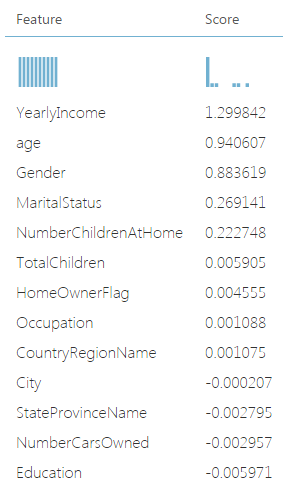 Feature Score
YearlyIncome 1.299842
age 0.940607
Gender 0.883619
MaritalStatus 0.269141
NumberChildrenAtHome 0.222748
TotalChildren 0.005905
HomeOwnerFlag 0.004555
Occupation 0.001088
CountryRegionName 0.001075
City -0.000207
StateProvinceName -0.002795
NumberCarsOwned -0.002957
Education -0.005971